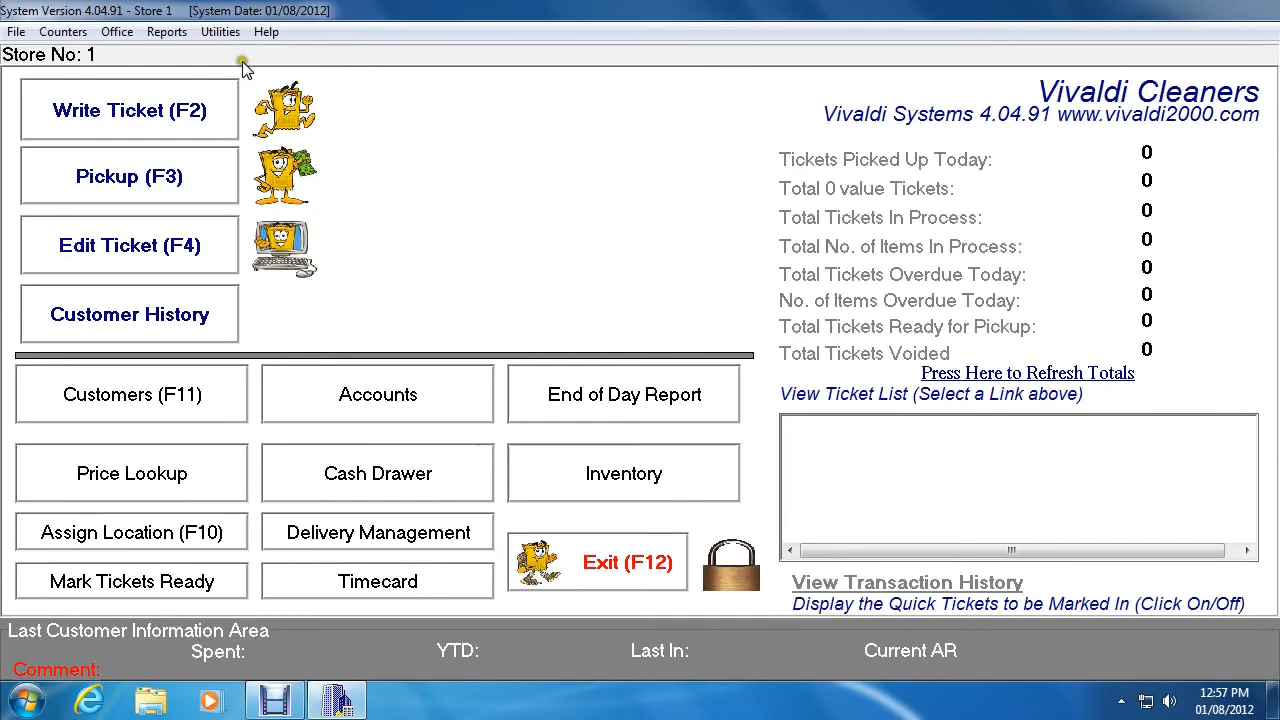 System Version 4.04.91 - Store 1 [System Date: 01/08/2012]
File Counters Office Reports Utilities Help
Store No: 1
Write Ticket (F2)
Pickup (F3)
Edit Ticket (F4)
Customer History
Vivaldi Cleaners
Vivaldi Systems 4.04.91 www.vivaldi2000.com
Tickets Picked Up Today: 0
Total 0 value Tickets: 0
Total Tickets In Process: 0
Total No. of Items In Process: 0
Total Tickets Overdue Today: 0
No. of Items Overdue Today: 0
Total Tickets Ready for Pickup: 0
Total Tickets Voided 0
Press Here to Refresh Totals
View Ticket List (Select a Link above)
Customers (F11) Accounts End of Day Report
Price Lookup Cash Drawer Inventory
Assign Location (F10) Delivery Management
Mark Tickets Ready Timecard
Exit (F12)
View Transaction History
Display the Quick Tickets to be Marked In (Click On/Off)
Last Customer Information Area
Spent: YTD: Last In: Current AR
Comment:
12:57 PM
01/08/2012